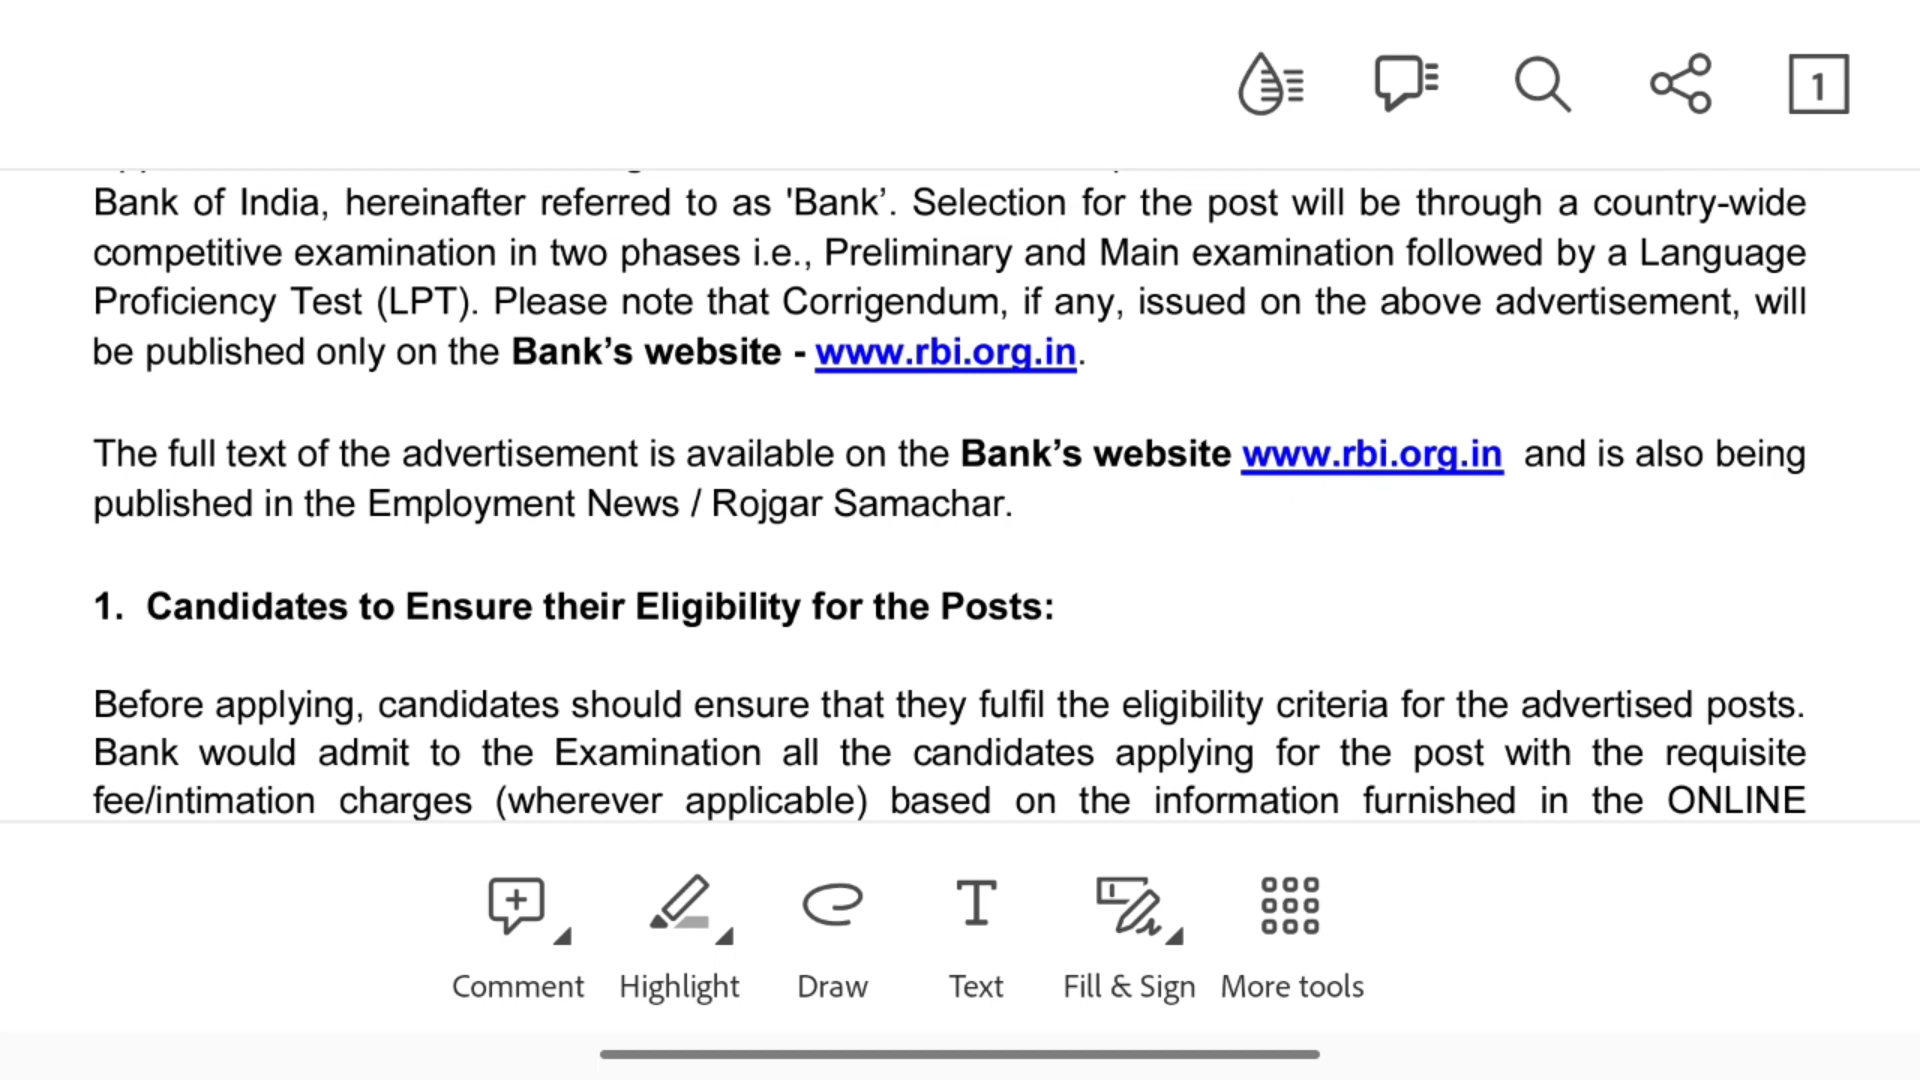 1
Bank of India, hereinafter referred to as 'Bank’. Selection for the post will be through a country-wide
competitive examination in two phases i.e., Preliminary and Main examination followed by a Language
Proficiency Test (LPT). Please note that Corrigendum, if any, issued on the above advertisement, will
be published only on the Bank’s website - www.rbi.org.in.
The full text of the advertisement is available on the Bank’s website www.rbi.org.in and is also being
published in the Employment News / Rojgar Samachar.
1. Candidates to Ensure their Eligibility for the Posts:
Before applying, candidates should ensure that they fulfil the eligibility criteria for the advertised posts.
Bank would admit to the Examination all the candidates applying for the post with the requisite
fee/intimation charges (wherever applicable) based on the information furnished in the ONLINE
Comment Highlight Draw Text Fill & Sign More tools